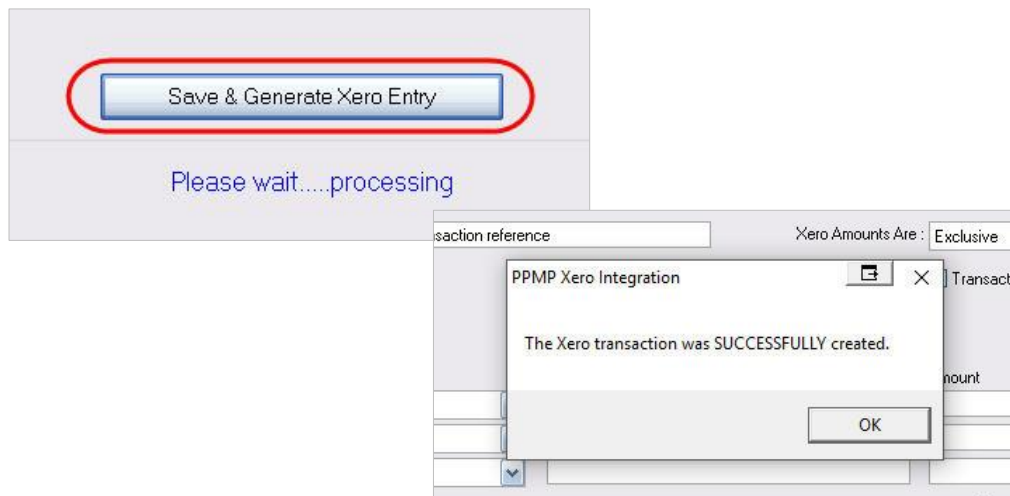 Save & Generate Xero Entry
Please wait.....processing
saction reference
Xero Amounts Are :
Exclusive
PPMP Xero Integration
Transact
The Xero transaction was SUCCESSFULLY created.
mount
OK